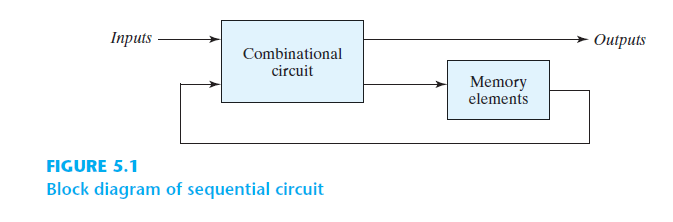 Inputs
Combinational
circuit
Outputs
Memory
elements
FIGURE 5.1
Block diagram of sequential circuit